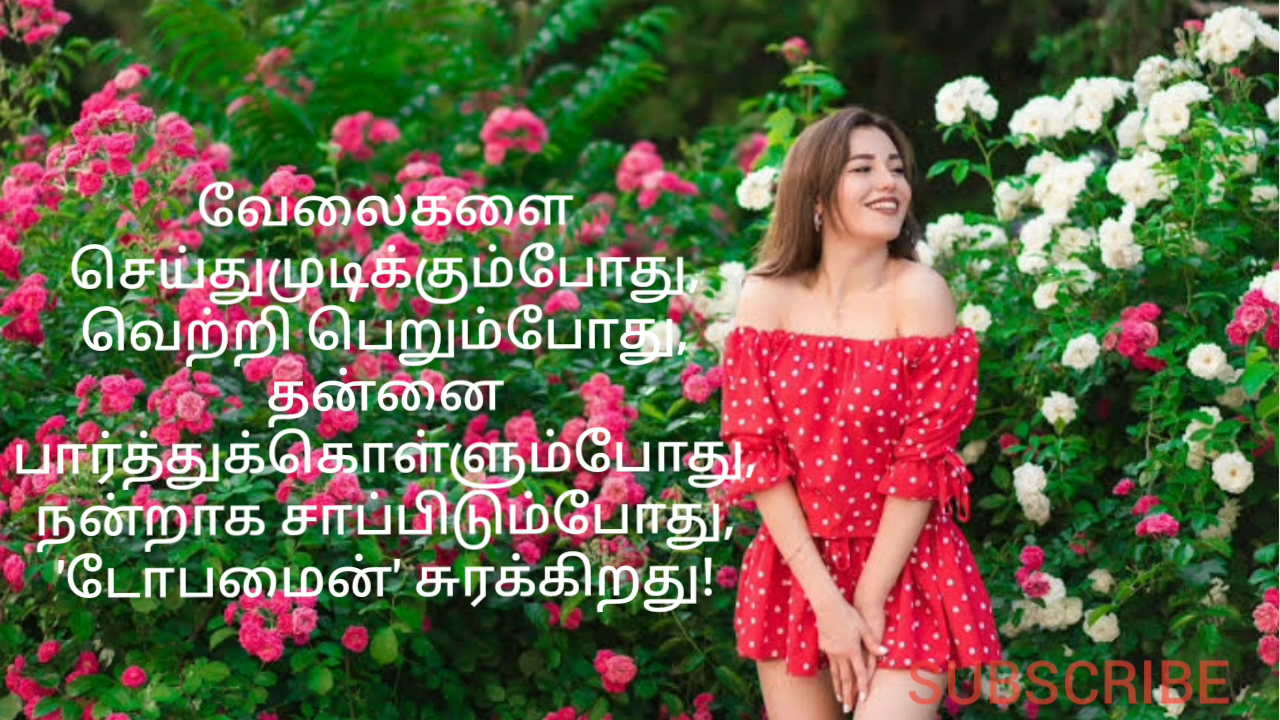 வேலைகளை
செய்துமுடிக்கும்போது,
வெற்றி பெறும்போது,
தன்னை
பார்த்துக்கொள்ளும்போது,
நன்றாக சாப்பிடும்போது,
'டோபமைன்' சுரக்கிறது!
SUBSCRIBE